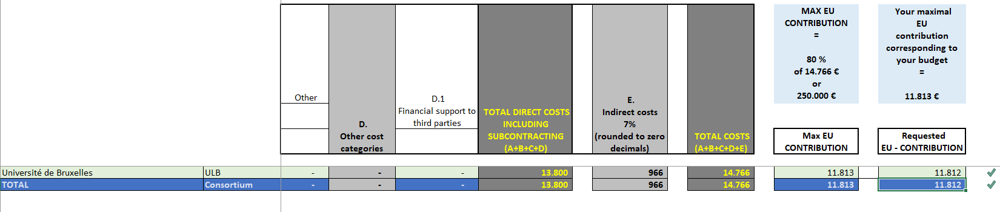 Other
D.
Other cost
categories
D.1
Financial support to
third parties
TOTAL DIRECT COSTS
INCLUDING
SUBCONTRACTING
(A+B+C+D)
E.
Indirect costs
7%
(rounded to zero
decimals)
TOTAL COSTS
(A+B+C+D+E)
MAX EU
CONTRIBUTION
=
80 %
of 14.766 €
or
250.000 €
Your maximal
EU
contribution
corresponding to
your budget
=
11.813 €
Max EU
CONTRIBUTION
Requested
EU - CONTRIBUTION
Université de Bruxelles ULB - - - 13.800 966 14.766 11.813 11.812
TOTAL Consortium - - - 13.800 966 14.766 11.813 11.812